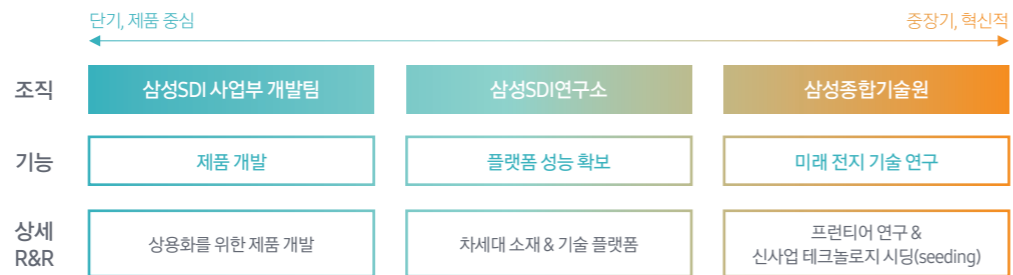 단기, 제품 중심
중장기, 혁신적
조직
삼성SDI 사업부 개발팀
삼성SDI연구소
삼성종합기술원
기능
제품 개발
플랫폼 성능 확보
미래 전지 기술 연구
상세
R&R
상용화를 위한 제품 개발
차세대 소재 & 기술 플랫폼
프런티어 연구 &
신사업 테크놀로지 시딩(seeding)